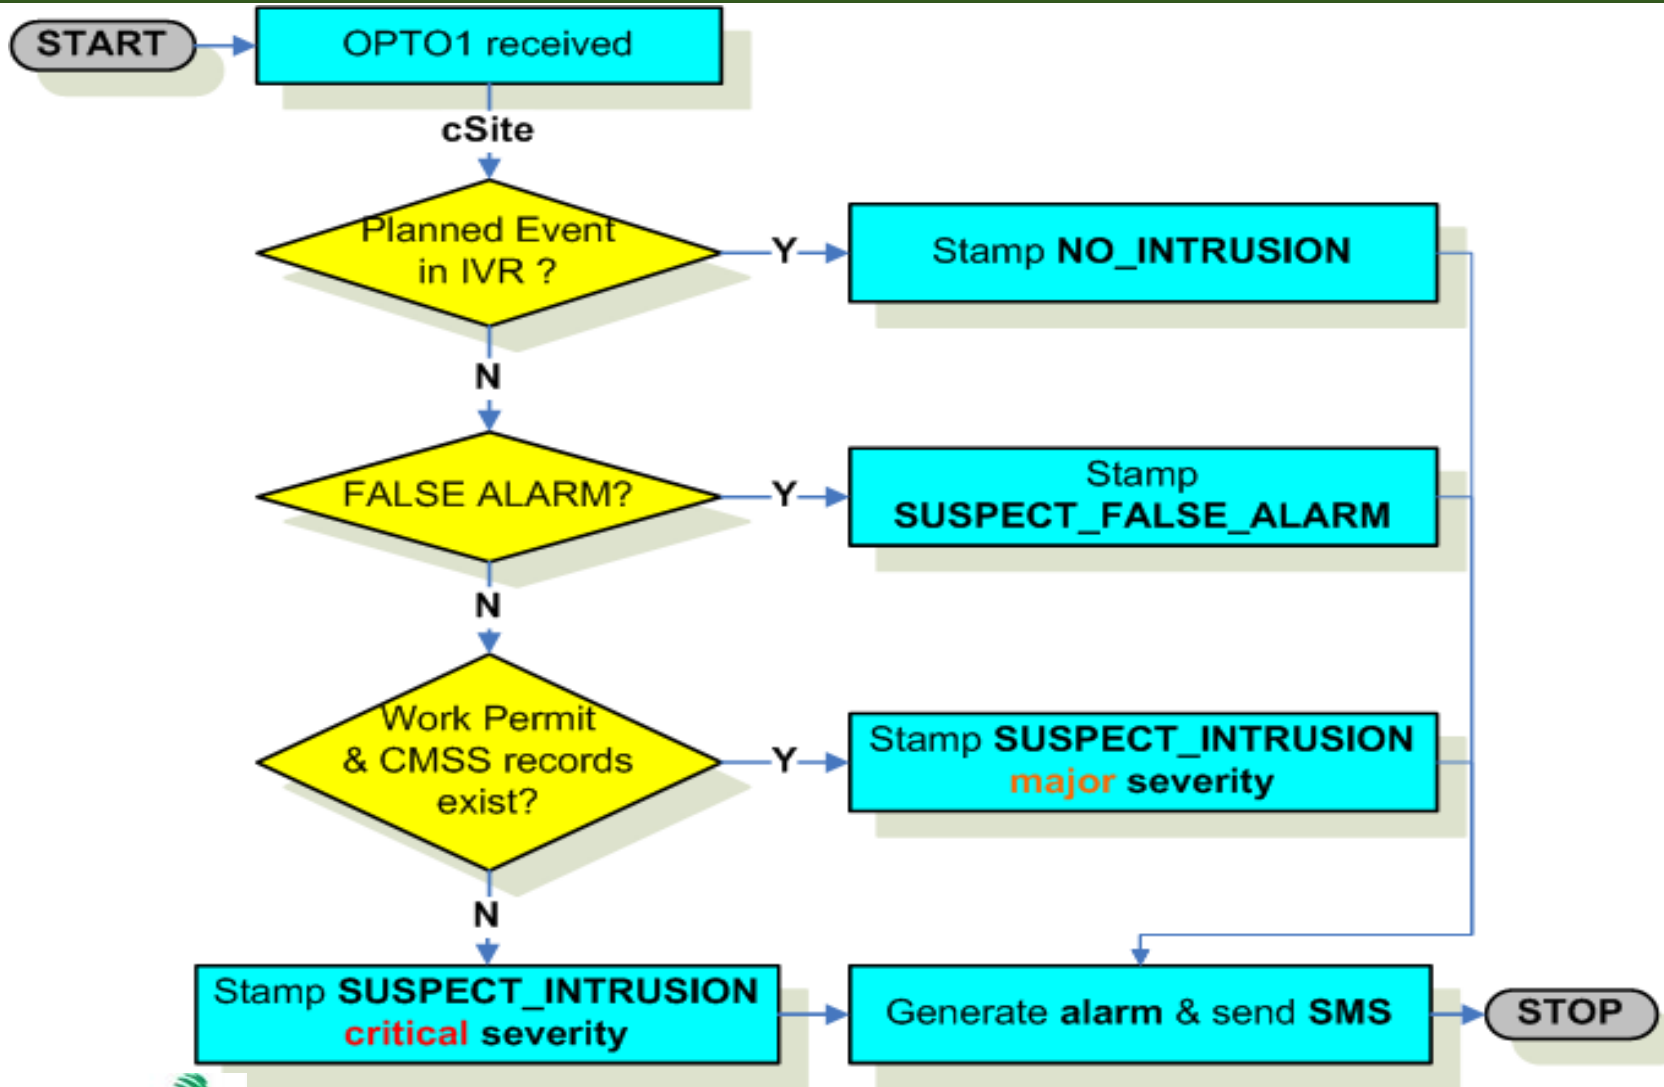 START
OPTO1 received
cSite
Planned Event
in IVR ?
Y
Stamp NO_INTRUSION
N
FALSE ALARM?
Y
Stamp
SUSPECT_FALSE_ALARM
N
Work Permit
& CMSS records
exist?
Y
Stamp SUSPECT_INTRUSION
major severity
N
Stamp SUSPECT_INTRUSION
critical severity
Generate alarm & send SMS
STOP